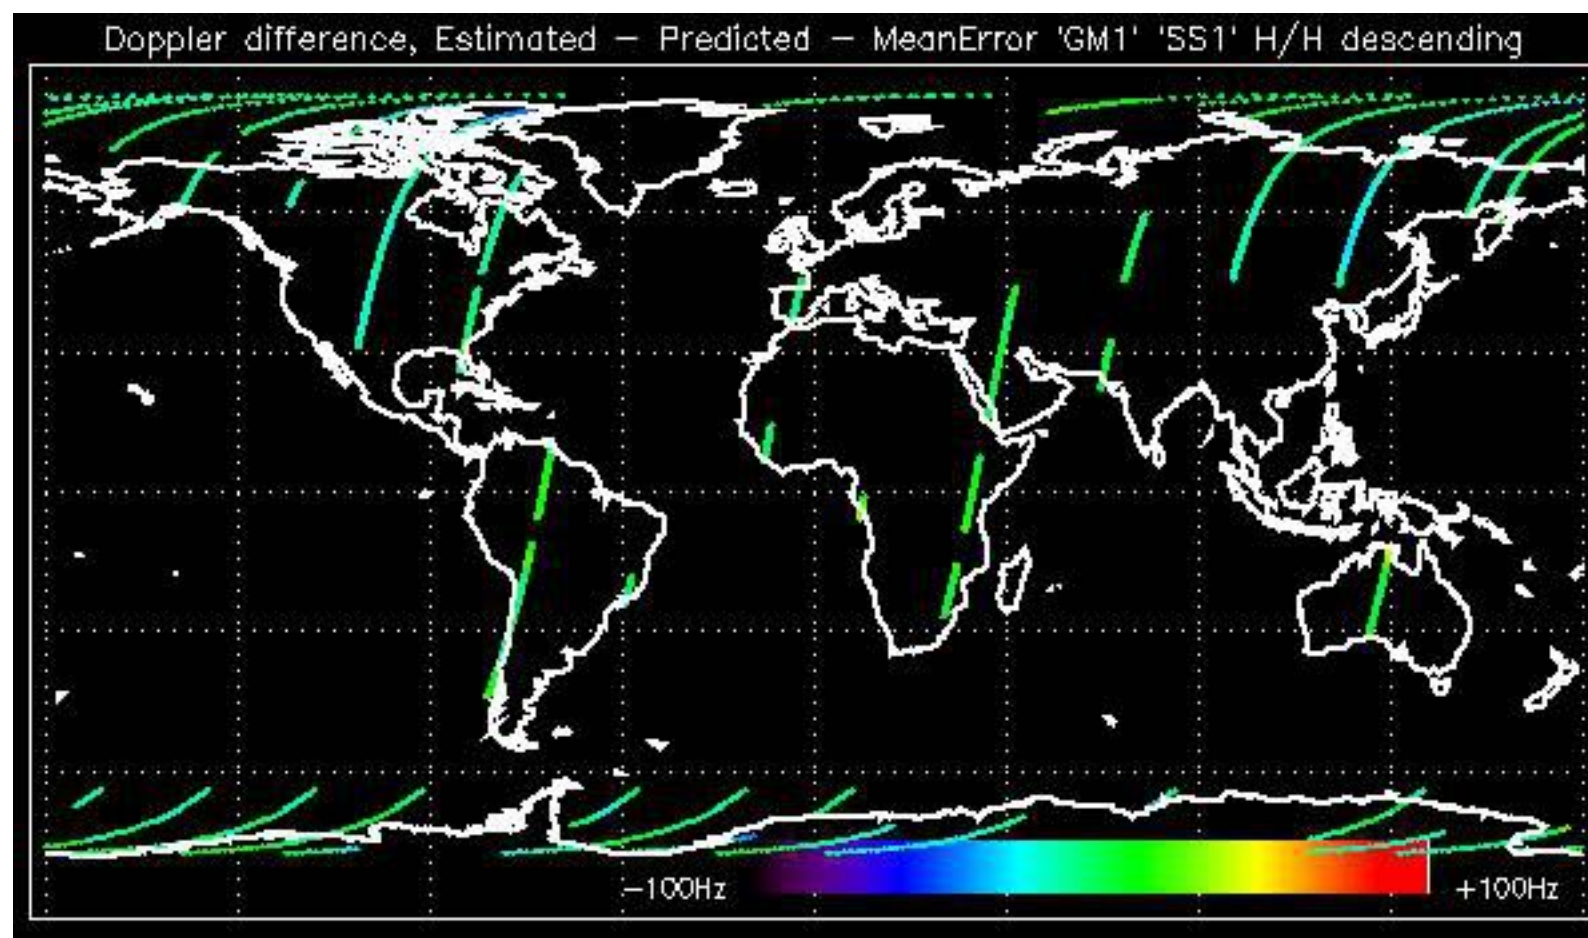 Doppler difference, Estimated – Predicted – MeanError 'GM1' 'SS1' H/H descending
-100Hz
+100Hz